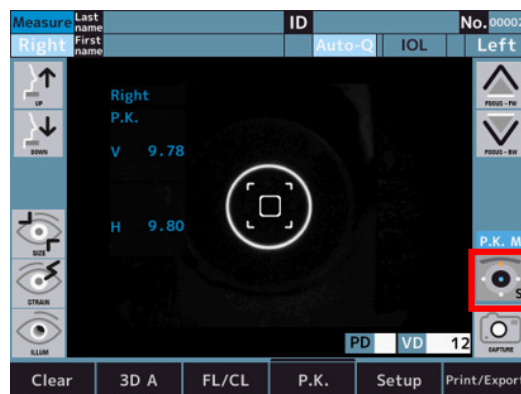 Measure Last name ID No. 00002
Right First name Auto-Q IOL Left
UP
FOCUS - FW
Right
P.K.
DOWN
V 9.78
FOCUS - BW
H 9.80
P.K. M
SIZE
S
STRAIN
PD VD 12
ILLUM
CAPTURE
Clear 3D A FL/CL P.K. Setup Print/Export